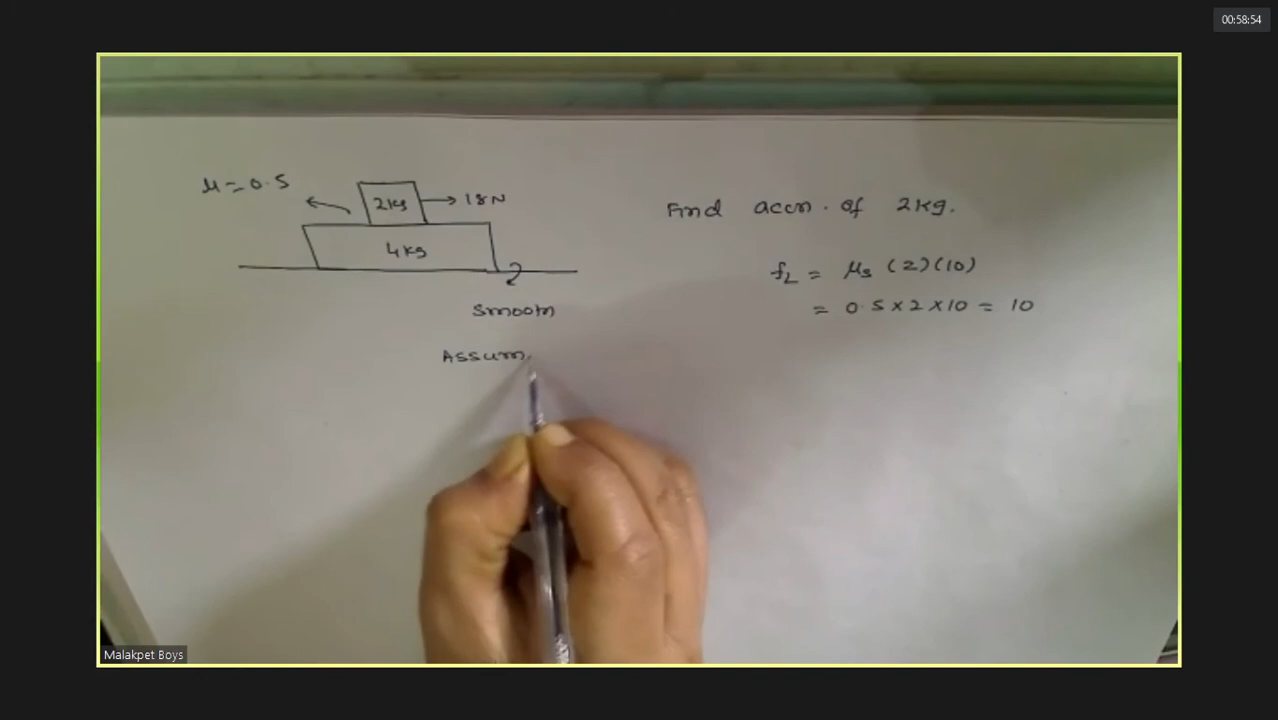 00:58:54
μ = 0.5
2kg
18N
4kg
smooth
Assum
Find accn. of 2kg.
fL = μs (2)(10)
= 0.5 x 2 x 10 = 10
Malakpet Boys